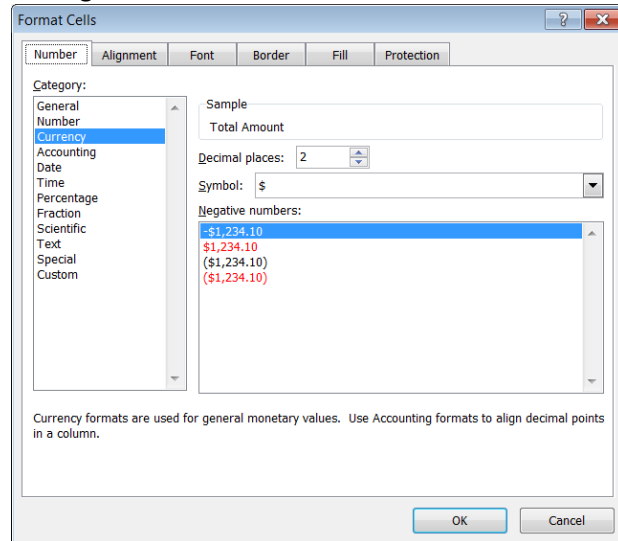 Format Cells
Number Alignment Font Border Fill Protection
Category:
General
Number
Currency
Accounting
Date
Time
Percentage
Fraction
Scientific
Text
Special
Custom
Sample
Total Amount
Decimal places: 2
Symbol: $
Negative numbers:
-$1,234.10
$1,234.10
($1,234.10)
($1,234.10)
Currency formats are used for general monetary values. Use Accounting formats to align decimal points
in a column.
OK Cancel